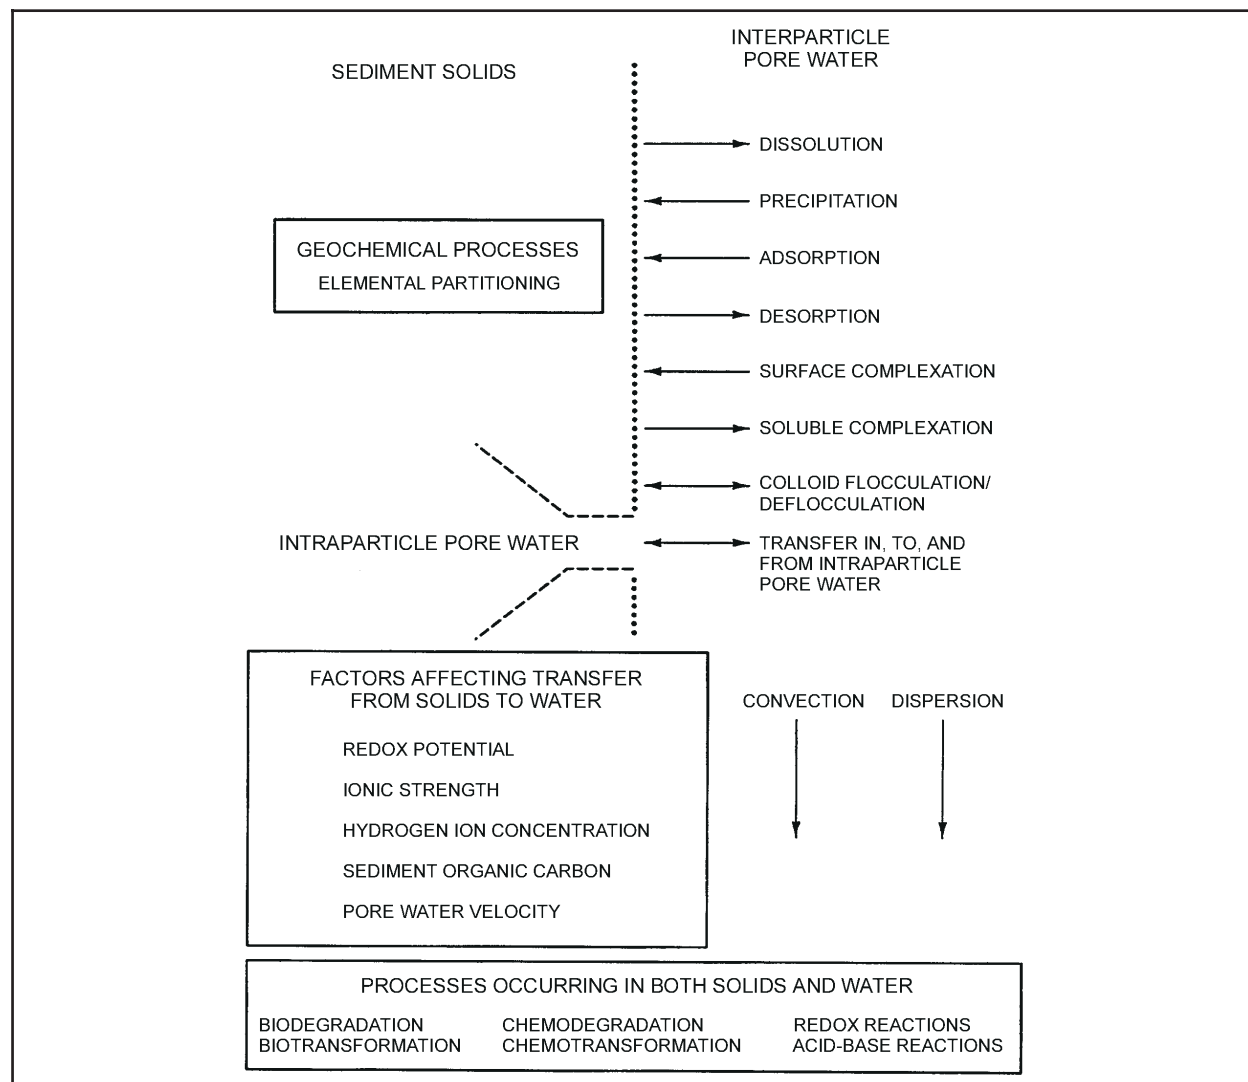 SEDIMENT SOLIDS
INTERPARTICLE
PORE WATER
DISSOLUTION
PRECIPITATION
ADSORPTION
DESORPTION
SURFACE COMPLEXATION
SOLUBLE COMPLEXATION
COLLOID FLOCCULATION/
DEFLOCCULATION
TRANSFER IN, TO, AND
FROM INTRAPARTICLE
PORE WATER
GEOCHEMICAL PROCESSES
ELEMENTAL PARTITIONING
INTRAPARTICLE PORE WATER
FACTORS AFFECTING TRANSFER
FROM SOLIDS TO WATER
REDOX POTENTIAL
IONIC STRENGTH
HYDROGEN ION CONCENTRATION
SEDIMENT ORGANIC CARBON
PORE WATER VELOCITY
CONVECTION DISPERSION
PROCESSES OCCURRING IN BOTH SOLIDS AND WATER
BIODEGRADATION CHEMODEGRADATION REDOX REACTIONS
BIOTRANSFORMATION CHEMOTRANSFORMATION ACID-BASE REACTIONS